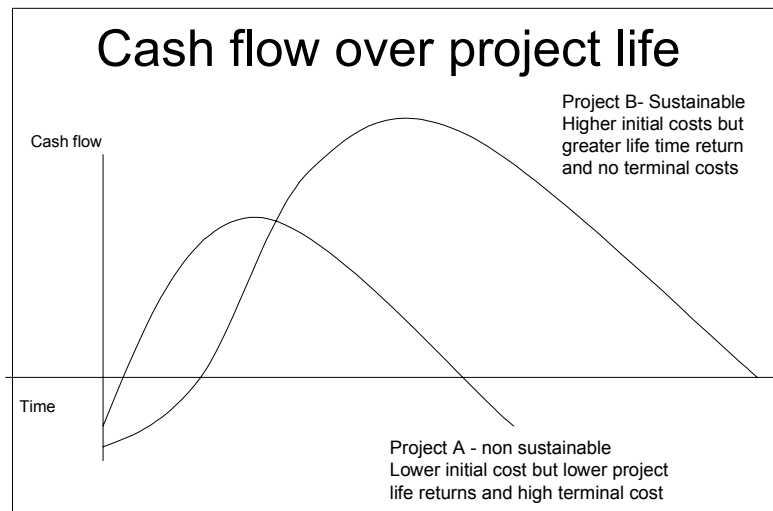 Cash flow over project life
Project B- Sustainable
Higher initial costs but
greater life time return
and no terminal costs
Cash flow
Time
Project A - non sustainable
Lower initial cost but lower project
life returns and high terminal cost